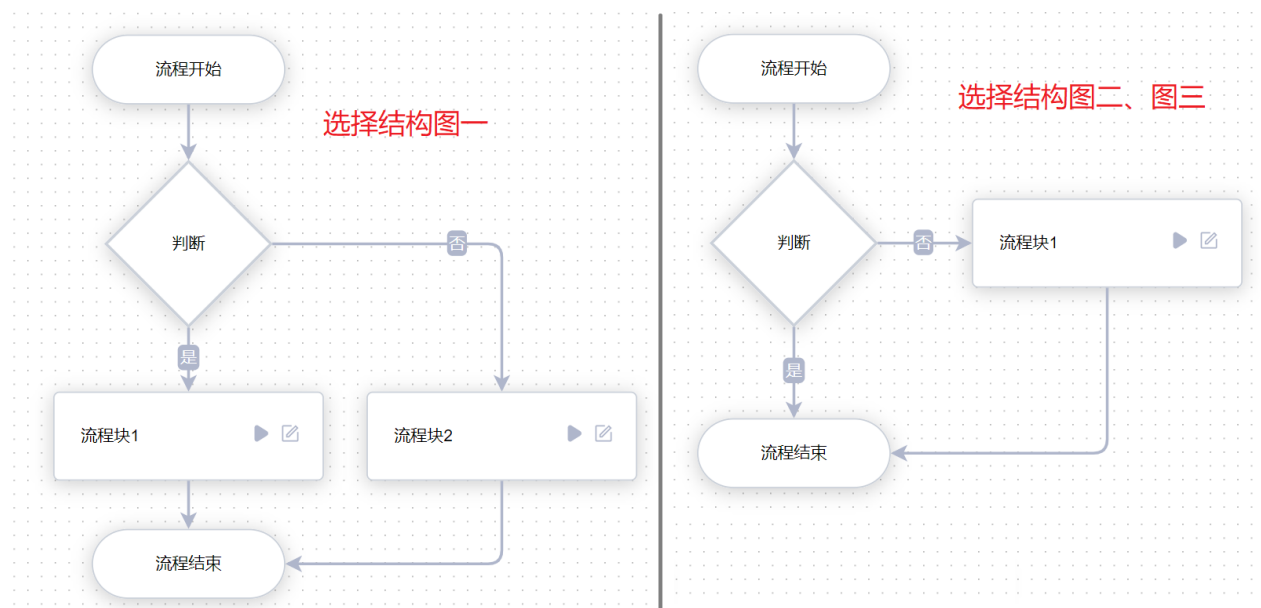 流程开始
选择结构图一
判断
否
是
流程块1
流程块2
流程结束
流程开始
选择结构图二、图三
判断
否
流程块1
是
流程结束